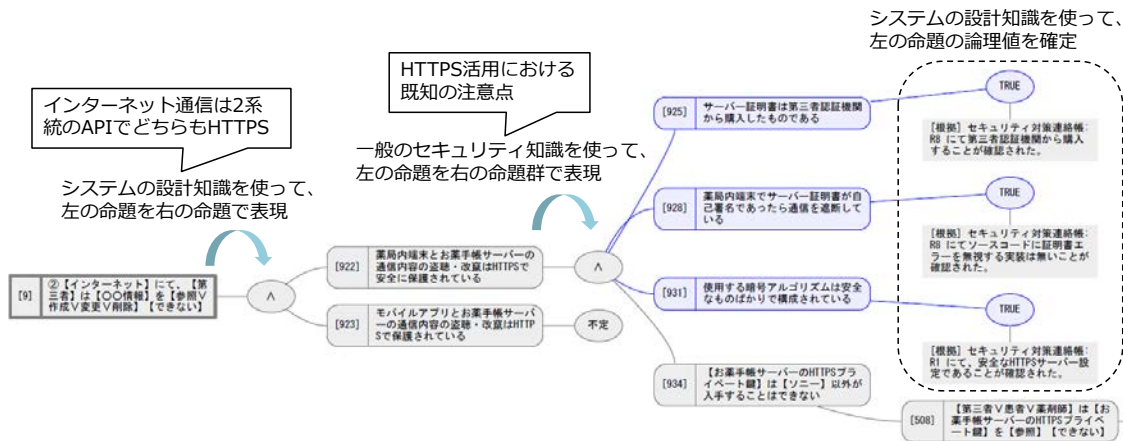 システムの設計知識を使って、
左の命題の論理値を確定
HTTPS活用における
既知の注意点
インターネット通信は2系
統のAPIでどちらもHTTPS
一般のセキュリティ知識を使って、
左の命題を右の命題群で表現
システムの設計知識を使って、
左の命題を右の命題で表現
[9]
②【インターネット】にて、【第
三者】は【〇〇情報】を【参照∨
作成∨変更∨削除】【できない】
∧
[922]
薬局内端末とお薬手帳サーバーの
通信内容の盗聴・改竄はHTTPSで
安全に保護されている
∧
[923]
モバイルアプリとお薬手帳サーバ
ーの通信内容の盗聴・改竄はHTTP
Sで保護されている
不定
[925]
サーバー証明書は第三者認証機関
から購入したものである
TRUE
[根拠] セキュリティ対策連絡帳:
R8 にて第三者認証機関から購入
することが確認された。
[928]
薬局内端末でサーバー証明書が自
己署名であったら通信を遮断して
いる
TRUE
[根拠] セキュリティ対策連絡帳:
R8 にてソースコードに証明書エ
ラーを無視する実装は無いことが
確認された。
[931]
使用する暗号アルゴリズムは安全
なものばかりで構成されている
TRUE
[根拠] セキュリティ対策連絡帳:
R1 にて、安全なHTTPSサーバー設
定であることが確認された。
[934]
【お薬手帳サーバーのHTTPSプラ
イベート鍵】は【ソニー】以外が
入手することはできない
[508]
【第三者∨患者∨薬剤師】は【お
薬手帳サーバーのHTTPSプライベ
ート鍵】を【参照】【できない】